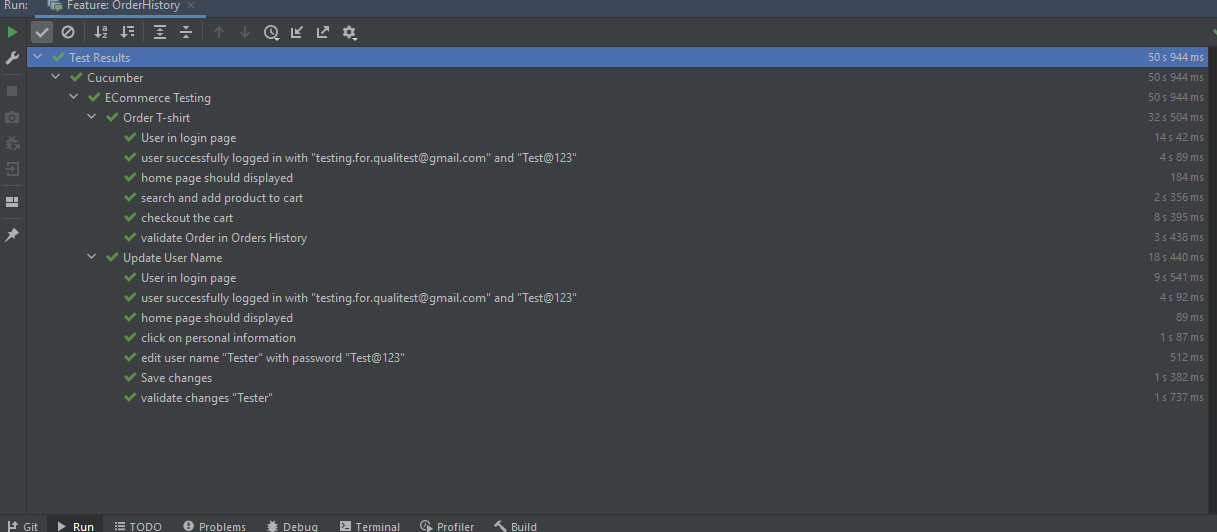 Run: Feature: OrderHistory
Test Results 50 s 944 ms
Cucumber 50 s 944 ms
ECommerce Testing 50 s 944 ms
Order T-shirt 32 s 504 ms
User in login page 14 s 42 ms
user successfully logged in with "testing.for.qualitest@gmail.com" and "Test@123" 4 s 89 ms
home page should displayed 184 ms
search and add product to cart 2 s 356 ms
checkout the cart 8 s 395 ms
validate Order in Orders History 3 s 438 ms
Update User Name 18 s 440 ms
User in login page 9 s 541 ms
user successfully logged in with "testing.for.qualitest@gmail.com" and "Test@123" 4 s 92 ms
home page should displayed 89 ms
click on personal information 1 s 87 ms
edit user name "Tester" with password "Test@123" 512 ms
Save changes 1 s 382 ms
validate changes "Tester" 1 s 737 ms
Git Run TODO Problems Debug Terminal Profiler Build